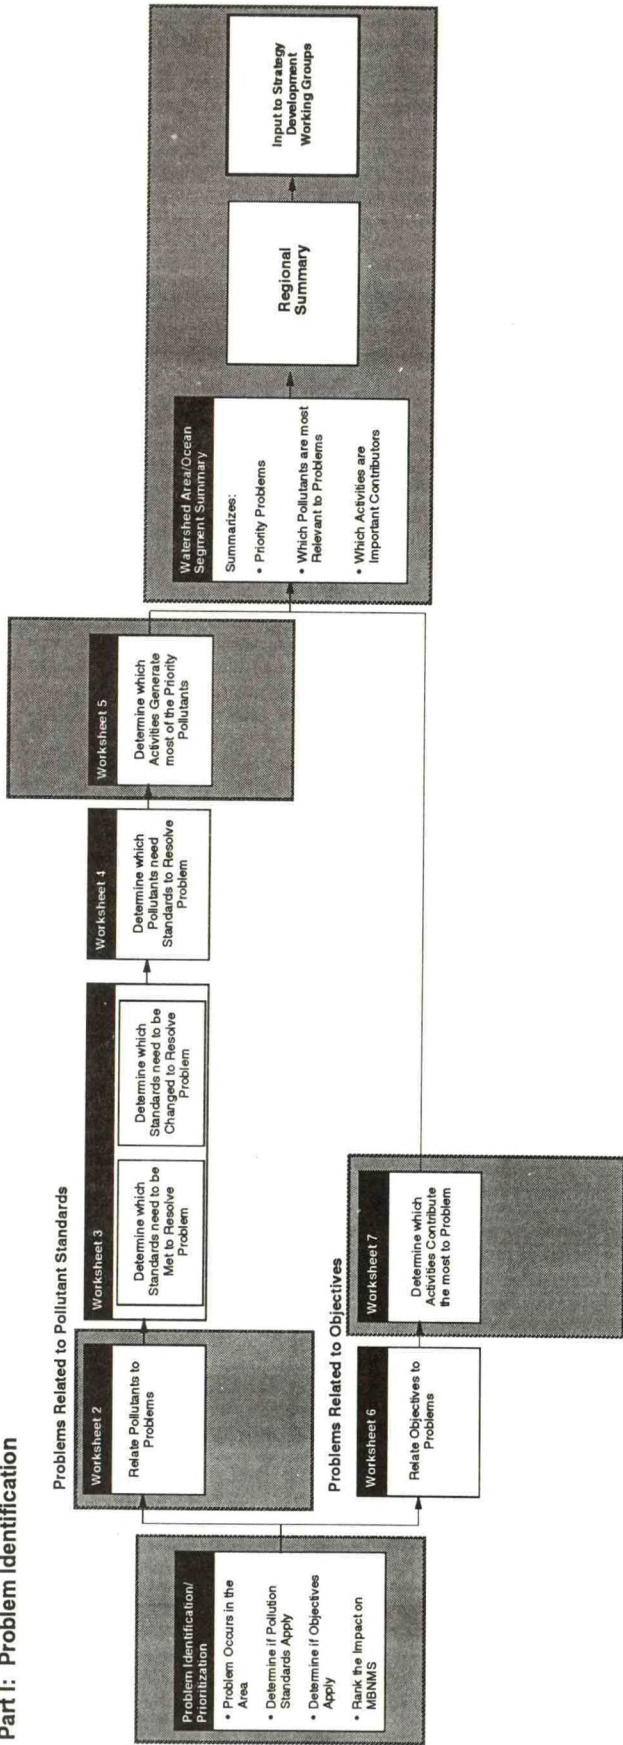 Part I: Problem Identification
Problem Identification/
Prioritization
• Problem Occurs in the
Area
• Determine if Pollution
Standards Apply
• Determine if Objectives
Apply
• Rank the Impact on
MBNMS
Problems Related to Pollutant Standards
Worksheet 2
Relate Pollutants to
Problems
Worksheet 3
Determine which
Standards need to be
Met to Resolve
Problem
Determine which
Standards need to be
Changed to Resolve
Problem
Worksheet 4
Determine which
Pollutants need
Standards to Resolve
Problem
Worksheet 5
Determine which
Activities Generate
most of the Priority
Pollutants
Problems Related to Objectives
Worksheet 6
Relate Objectives to
Problems
Worksheet 7
Determine which
Activities Contribute
the most to Problem
Watershed Area/Ocean
Segment Summary
Summarizes:
• Priority Problems
• Which Pollutants are most
Relevant to Problems
• Which Activities are
Important Contributors
Regional
Summary
Input to Strategy
Development
Working Groups